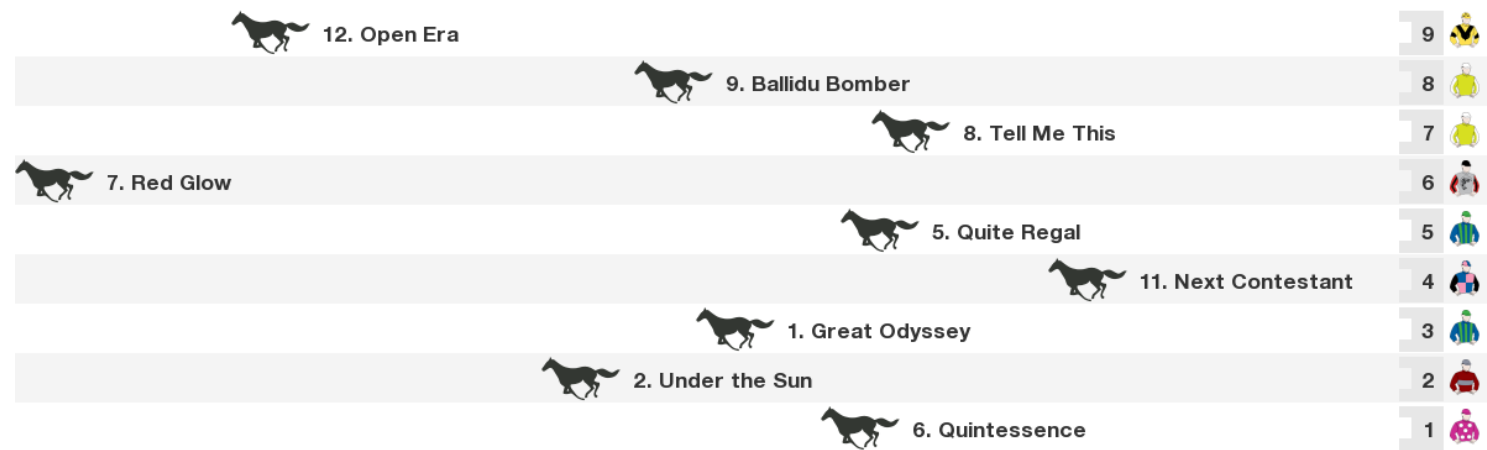 12. Open Era 9
9. Ballidu Bomber 8
8. Tell Me This 7
7. Red Glow 6
5. Quite Regal 5
11. Next Contestant 4
1. Great Odyssey 3
2. Under the Sun 2
6. Quintessence 1